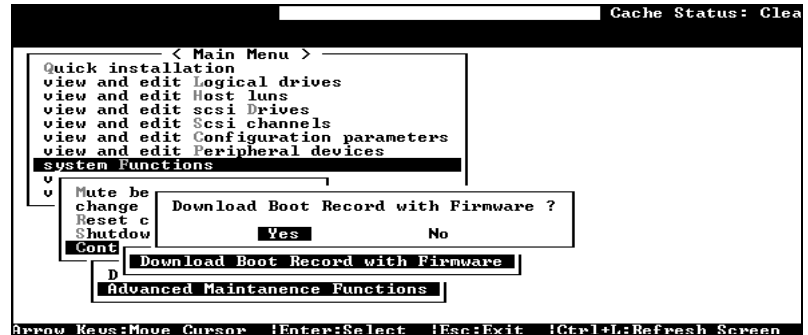 Cache Status: Clea
< Main Menu >
Quick installation
view and edit Logical drives
view and edit Host luns
view and edit scsi Drives
view and edit Scsi channels
view and edit Configuration parameters
view and edit Peripheral devices
system Functions
v
v
Mute be
change
Reset c
Shutdow
Cont
Download Boot Record with Firmware ?
Yes No
Download Boot Record with Firmware
D
Advanced Maintanence Functions
Arrow Keys:Move Cursor |Enter:Select |Esc:Exit |Ctrl+L:Refresh Screen